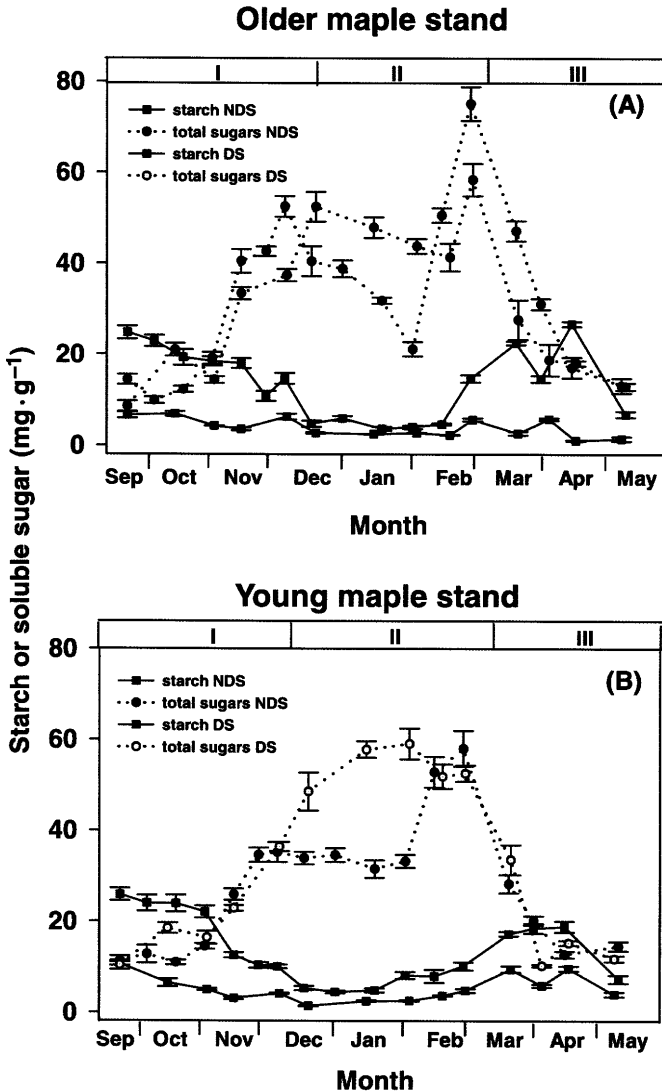 Older maple stand
I II III
(A)
80
60
40
20
0
starch NDS
total sugars NDS
starch DS
total sugars DS
Sep Oct Nov Dec Jan Feb Mar Apr May
Month
Starch or soluble sugar (mg·g⁻¹)
Young maple stand
I II III
(B)
80
60
40
20
0
starch NDS
total sugars NDS
starch DS
total sugars DS
Sep Oct Nov Dec Jan Feb Mar Apr May
Month